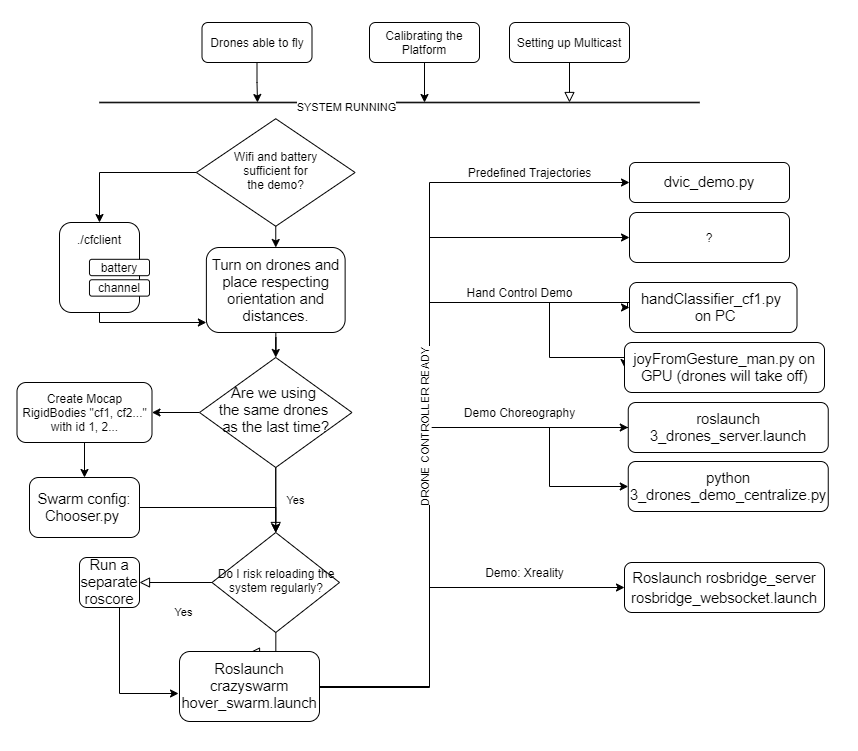 Drones able to fly
Calibrating the
Platform
Setting up Multicast
SYSTEM RUNNING
Wifi and battery
sufficient for
the demo?
./cfclient
battery
channel
Turn on drones and
place respecting
orientation and
distances.
Are we using
the same drones
as the last time?
Create Mocap
RigidBodies "cf1, cf2..."
with id 1, 2...
Swarm config:
Chooser.py
Yes
Do I risk reloading the
system regularly?
Run a
separate
roscore
Yes
Roslaunch
crazyswarm
hover_swarm.launch
DRONE CONTROLLER READY
Predefined Trajectories
dvic_demo.py
?
Hand Control Demo
handClassifier_cf1.py
on PC
joyFromGesture_man.py on
GPU (drones will take off)
Demo Choreography
roslaunch
3_drones_server.launch
python
3_drones_demo_centralize.py
Demo: Xreality
Roslaunch rosbridge_server
rosbridge_websocket.launch